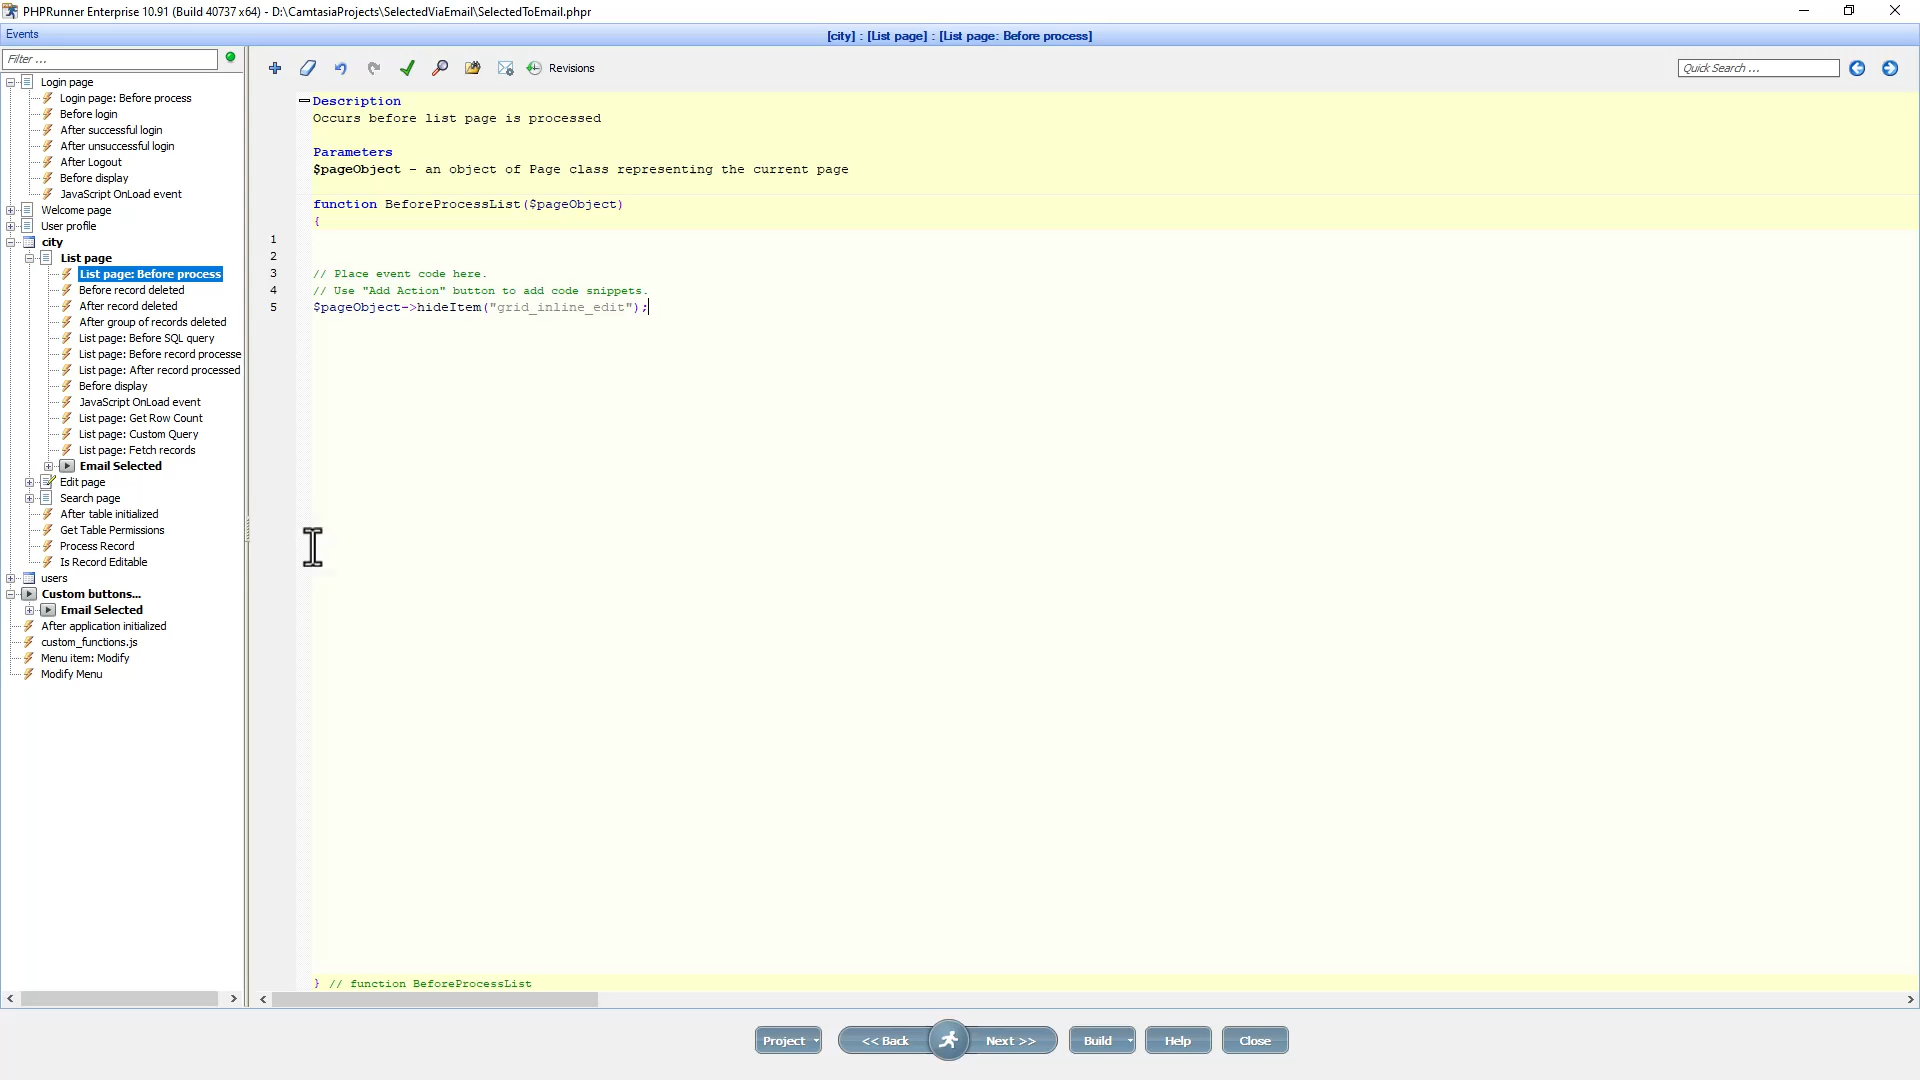 PHPRunner Enterprise 10.91 (Build 40737 x64) - D:\CamtasiaProjects\SelectedViaEmail\SelectedToEmail.phpr
Events
[city] : [List page] : [List page: Before process]
Filter ...
Revisions
Quick Search ...
Login page
Login page: Before process
Before login
After successful login
After unsuccessful login
After Logout
Before display
JavaScript OnLoad event
Welcome page
User profile
city
List page
List page: Before process
Before record deleted
After record deleted
After group of records deleted
List page: Before SQL query
List page: Before record processe
List page: After record processed
Before display
JavaScript OnLoad event
List page: Get Row Count
List page: Custom Query
List page: Fetch records
Email Selected
Edit page
Search page
After table initialized
Get Table Permissions
Process Record
Is Record Editable
users
Custom buttons...
Email Selected
After application initialized
custom_functions.js
Menu item: Modify
Modify Menu
Description
Occurs before list page is processed
Parameters
$pageObject - an object of Page class representing the current page
function BeforeProcessList($pageObject)
{
1
2
3 // Place event code here.
4 // Use "Add Action" button to add code snippets.
5 $pageObject->hideItem("grid_inline_edit");
} // function BeforeProcessList
Project
<< Back
Next >>
Build
Help
Close